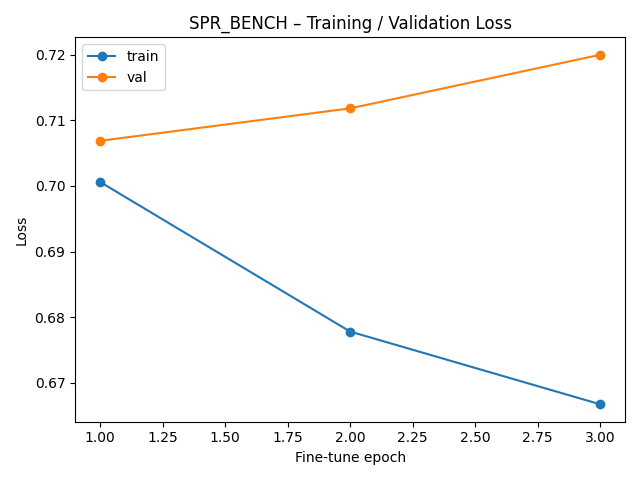 SPR_BENCH – Training / Validation Loss
train
val
0.72
0.71
0.70
0.69
0.68
0.67
Loss
1.00 1.25 1.50 1.75 2.00 2.25 2.50 2.75 3.00
Fine-tune epoch